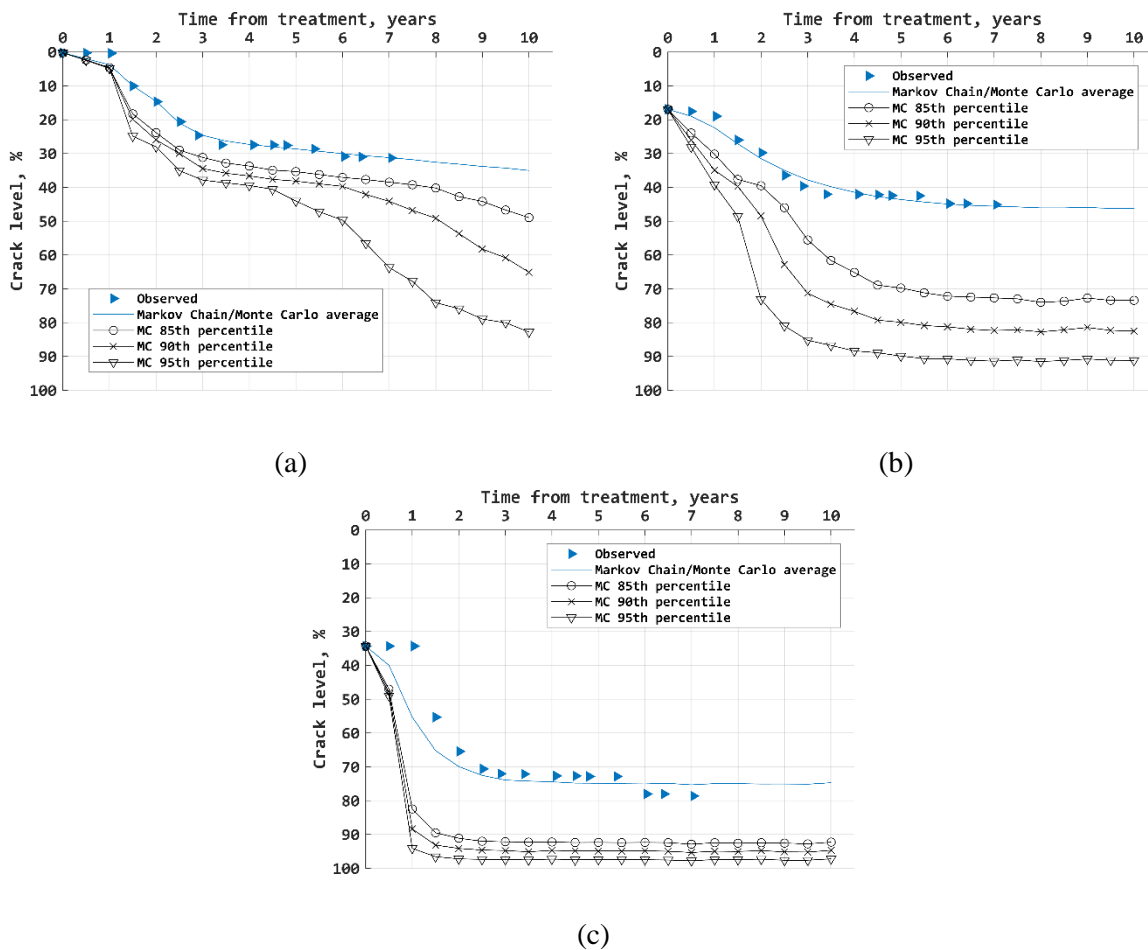 Time from treatment, years
0 1 2 3 4 5 6 7 8 9 10
Crack level, %
0
10
20
30
40
50
60
70
80
90
100
Observed
Markov Chain/Monte Carlo average
MC 85th percentile
MC 90th percentile
MC 95th percentile
(a)
Time from treatment, years
0 1 2 3 4 5 6 7 8 9 10
Crack level, %
0
10
20
30
40
50
60
70
80
90
100
Observed
Markov Chain/Monte Carlo average
MC 85th percentile
MC 90th percentile
MC 95th percentile
(b)
Time from treatment, years
0 1 2 3 4 5 6 7 8 9 10
Crack level, %
0
10
20
30
40
50
60
70
80
90
100
Observed
Markov Chain/Monte Carlo average
MC 85th percentile
MC 90th percentile
MC 95th percentile
(c)